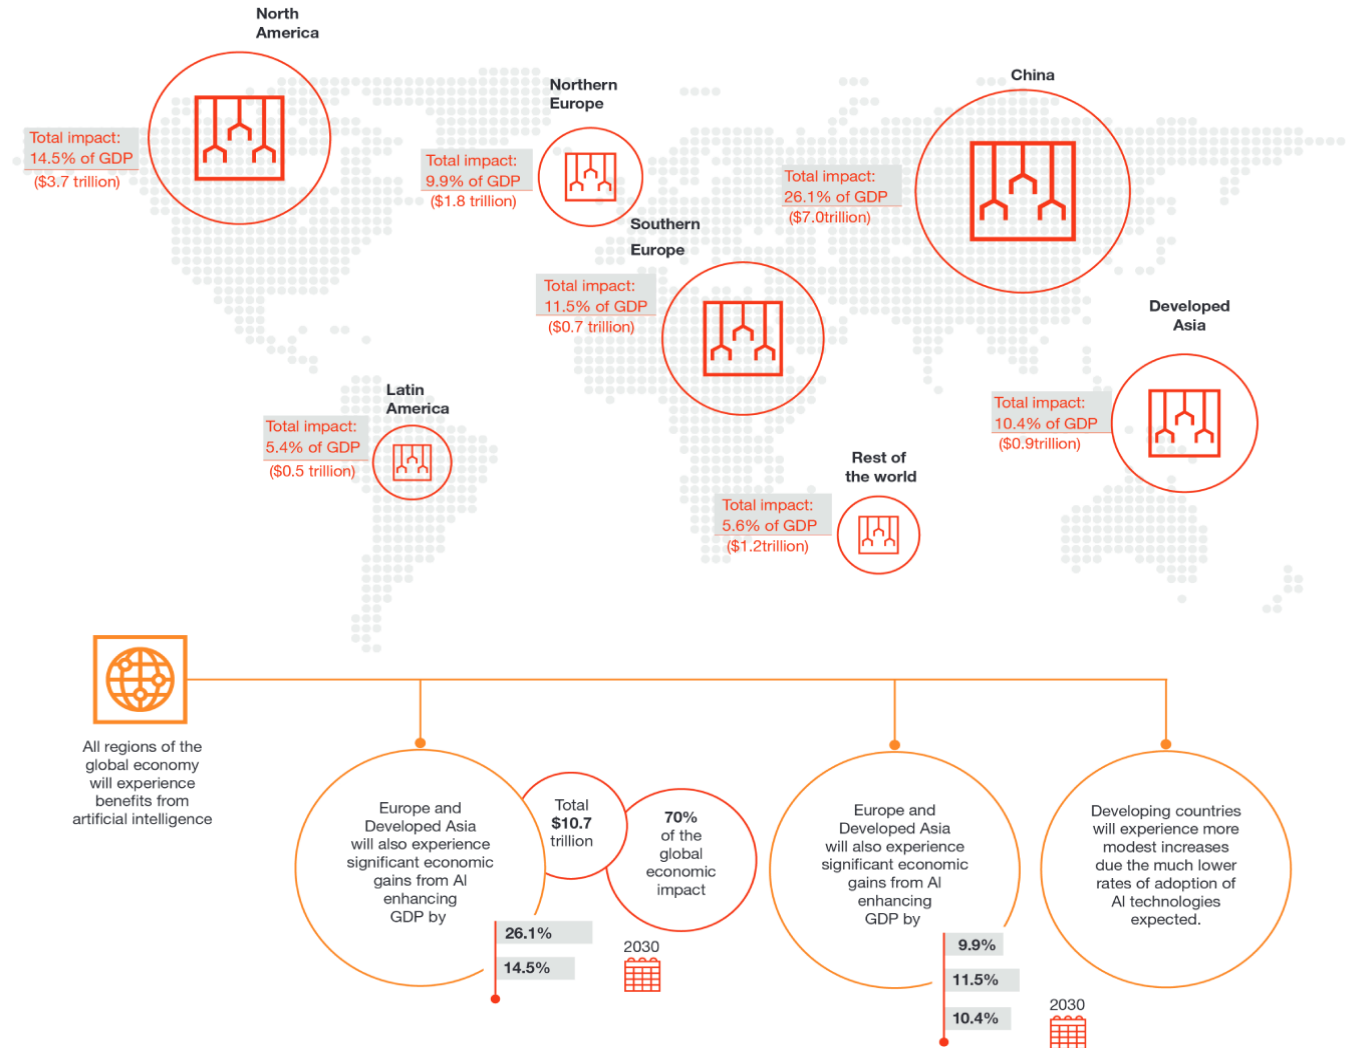 North
America
Total impact:
14.5% of GDP
($3.7 trillion)
Northern
Europe
Total impact:
9.9% of GDP
($1.8 trillion)
China
Total impact:
26.1% of GDP
($7.0trillion)
Southern
Europe
Total impact:
11.5% of GDP
($0.7 trillion)
Developed
Asia
Total impact:
10.4% of GDP
($0.9trillion)
Latin
America
Total impact:
5.4% of GDP
($0.5 trillion)
Rest of
the world
Total impact:
5.6% of GDP
($1.2trillion)
All regions of the
global economy
will experience
benefits from
artificial intelligence
Europe and
Developed Asia
will also experience
significant economic
gains from AI
enhancing
GDP by
26.1%
14.5%
Total
$10.7
trillion
70%
of the
global
economic
impact
2030
Europe and
Developed Asia
will also experience
significant economic
gains from AI
enhancing
GDP by
9.9%
11.5%
10.4%
2030
Developing countries
will experience more
modest increases
due the much lower
rates of adoption of
AI technologies
expected.